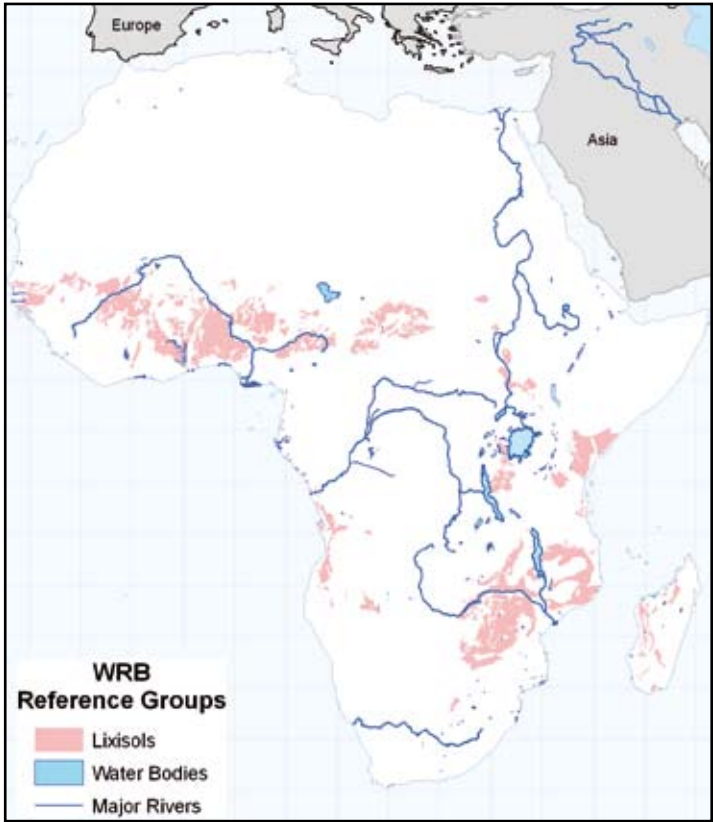 Europe
Asia
WRB
Reference Groups
Lixisols
Water Bodies
Major Rivers